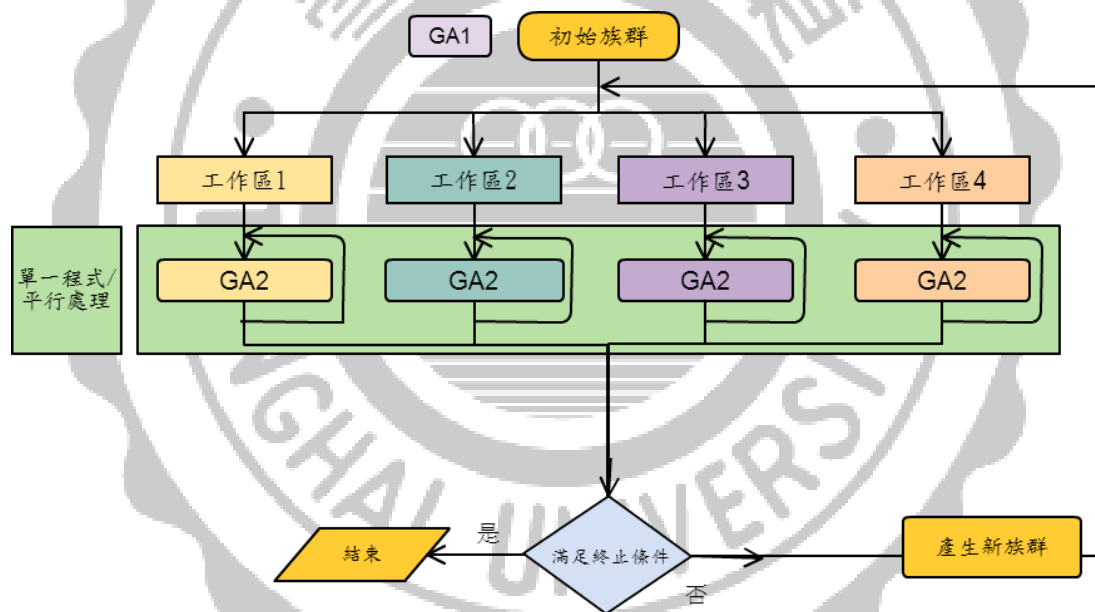 GA1
初始族群
工作區1
工作區2
工作區3
工作區4
單一程式/
平行處理
GA2
GA2
GA2
GA2
結束
是
滿足終止條件
否
產生新族群
NGHAI UNIVERSI